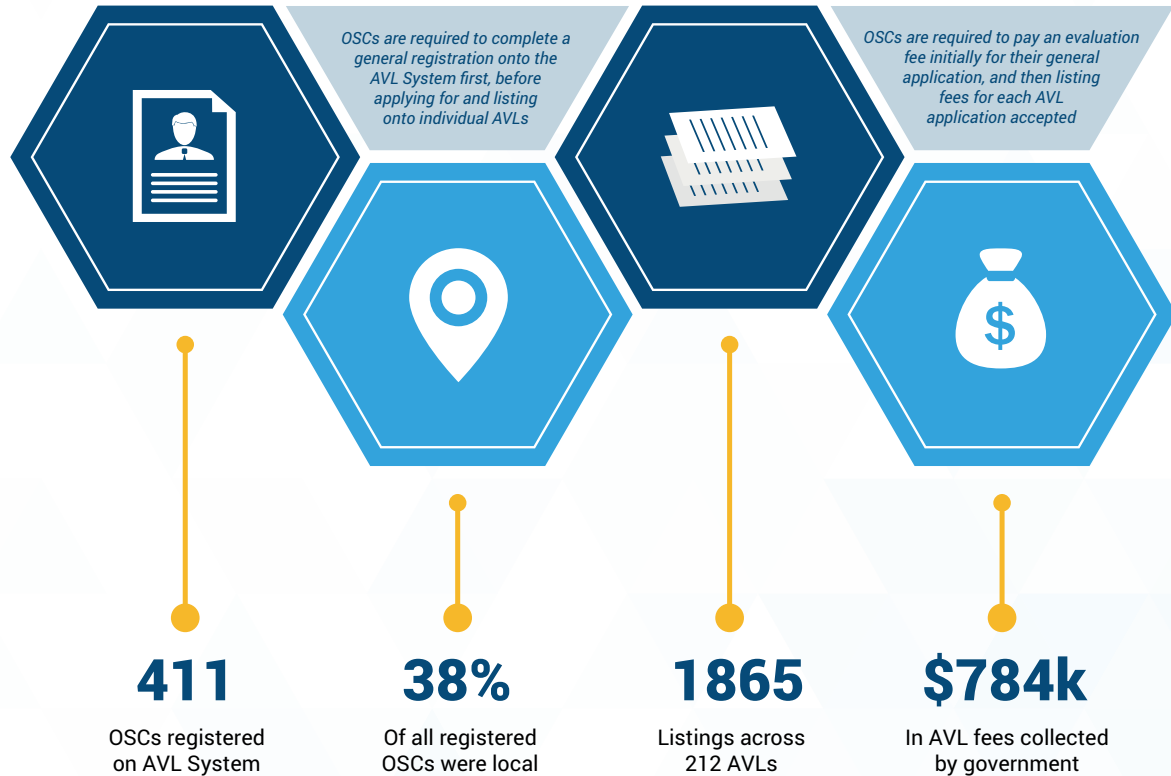 OSCs are required to complete a
general registration onto the
AVL System first, before
applying for and listing
onto individual AVLs
OSCs are required to pay an evaluation
fee initially for their general
application, and then listing
fees for each AVL
application accepted
$
411
OSCs registered
on AVL System
38%
Of all registered
OSCs were local
1865
Listings across
212 AVLs
$784k
In AVL fees collected
by government